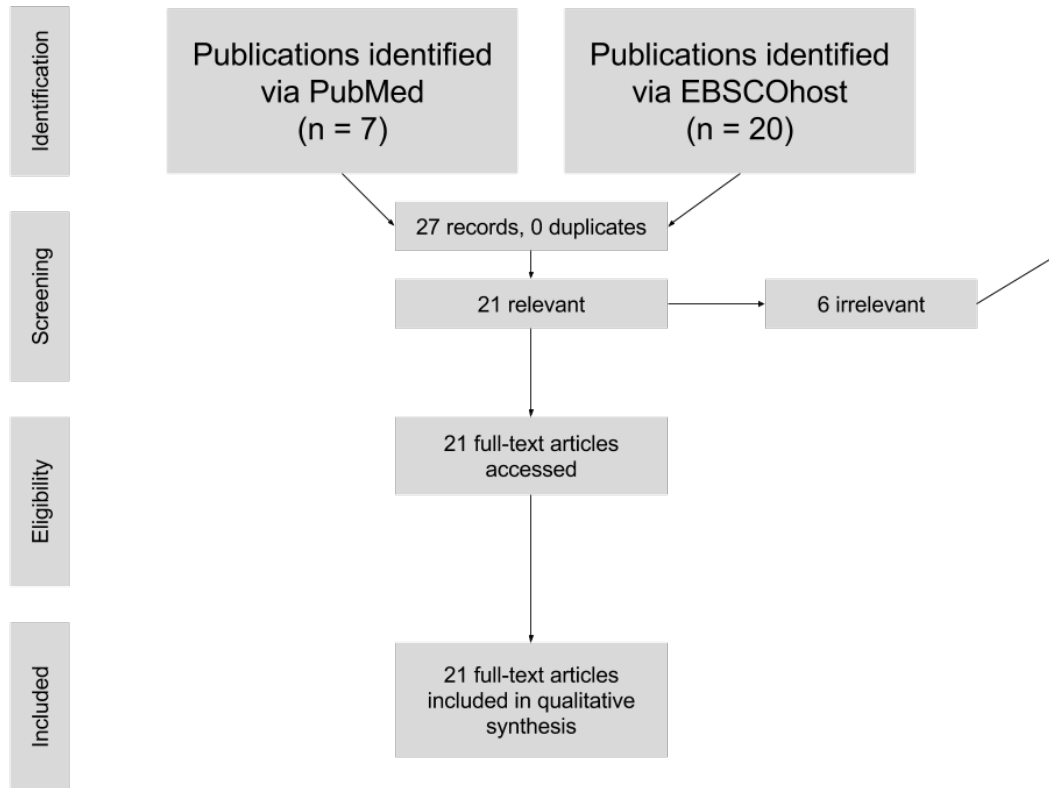 Identification
Publications identified
via PubMed
(n = 7)
Publications identified
via EBSCOhost
(n = 20)
Screening
27 records, 0 duplicates
21 relevant
6 irrelevant
Eligibility
21 full-text articles
accessed
Included
21 full-text articles
included in qualitative
synthesis